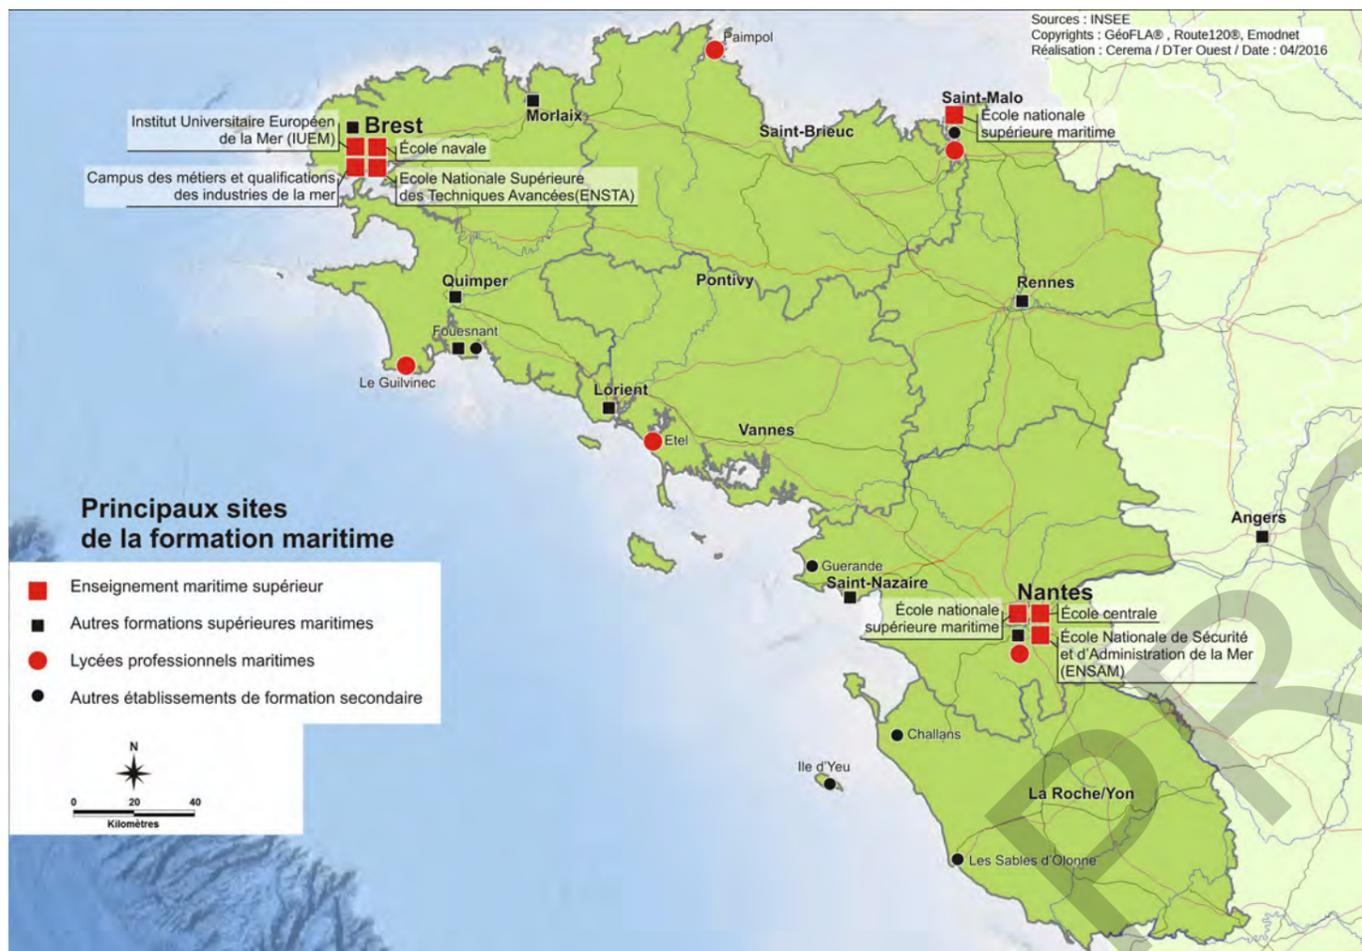 Sources : INSEE
Copyrights : GéoFLA® , Route120®, Emodnet
Réalisation : Cerema / DTer Ouest / Date : 04/2016
Paimpol
Morlaix
Saint-Brieuc
Saint-Malo
École nationale
supérieure maritime
Institut Universitaire Européen
de la Mer (IUEM)
Brest
École navale
Campus des métiers et qualifications
des industries de la mer
Ecole Nationale Supérieure
des Techniques Avancées(ENSTA)
Quimper
Pontivy
Rennes
Fouesnant
Le Guilvinec
Lorient
Etel
Vannes
Angers
Guerande
Saint-Nazaire
Nantes
École nationale
supérieure maritime
École centrale
École Nationale de Sécurité
et d'Administration de la Mer
(ENSAM)
Challans
Ile d'Yeu
La Roche/Yon
Les Sables d'Olonne
Principaux sites
de la formation maritime
Enseignement maritime supérieur
Autres formations supérieures maritimes
Lycées professionnels maritimes
Autres établissements de formation secondaire
N
0 20 40
Kilomètres
PRO